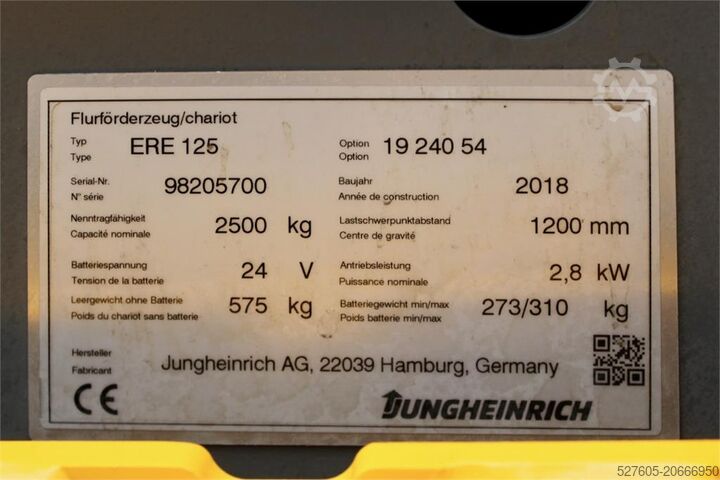 Flurförderzeug/chariot
Typ
Type
ERE 125
Option
Option
19 240 54
Serial-Nr.
N° série
98205700
Baujahr
Année de construction
2018
Nenntragfähigkeit
Capacité nominale
2500 kg
Lastschwerpunktabstand
Centre de gravité
1200 mm
Batteriespannung
Tension de la batterie
24 V
Antriebsleistung
Puissance nominale
2,8 kW
Leergewicht ohne Batterie
Poids du chariot sans batterie
575 kg
Batteriegewicht min/max
Poids batterie min/max
273/310 kg
Hersteller
Fabricant
Jungheinrich AG, 22039 Hamburg, Germany
CE
JUNGHEINRICH
527605-20666950